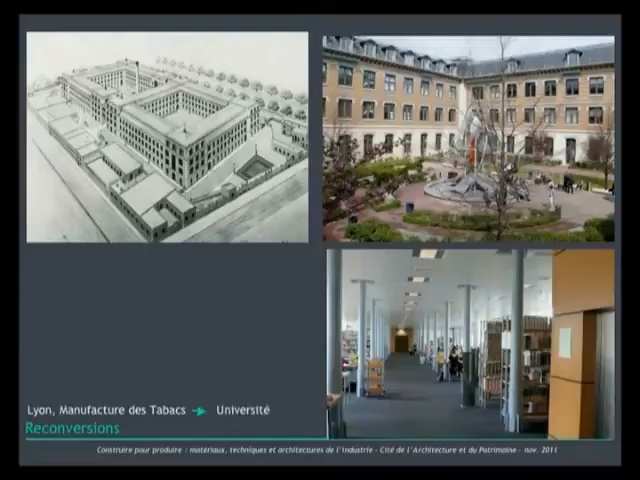 Lyon, Manufacture des Tabacs → Université
Reconversions
Construire pour produire : matériaux, techniques et architectures de l'industrie - Cité de l'Architecture et du Patrimoine - nov. 2011